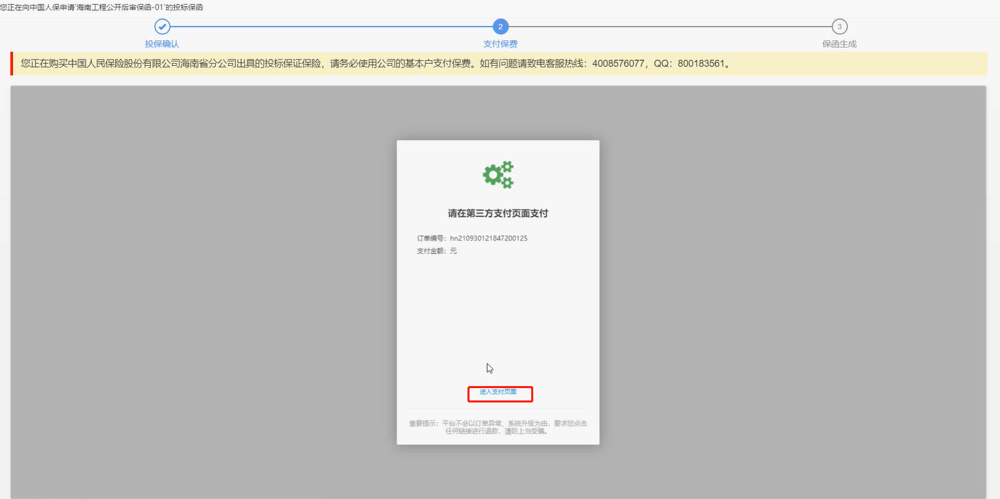 您正在向中国人保申请'海南工程公开后审保函-01'的投标保函
2
3
投保确认
支付保费
保函生成
您正在购买中国人民保险股份有限公司海南省分公司出具的投标保证保险，请务必使用公司的基本户支付保费。如有问题请致电客服热线：4008576077，QQ：800183561。
请在第三方支付页面支付
订单编号：hn210930121847200125
支付金额：元
进入支付页面
重要提示：平台不会以订单异常、系统升级为由，要求您点击
任何链接进行退款，谨防上当受骗。